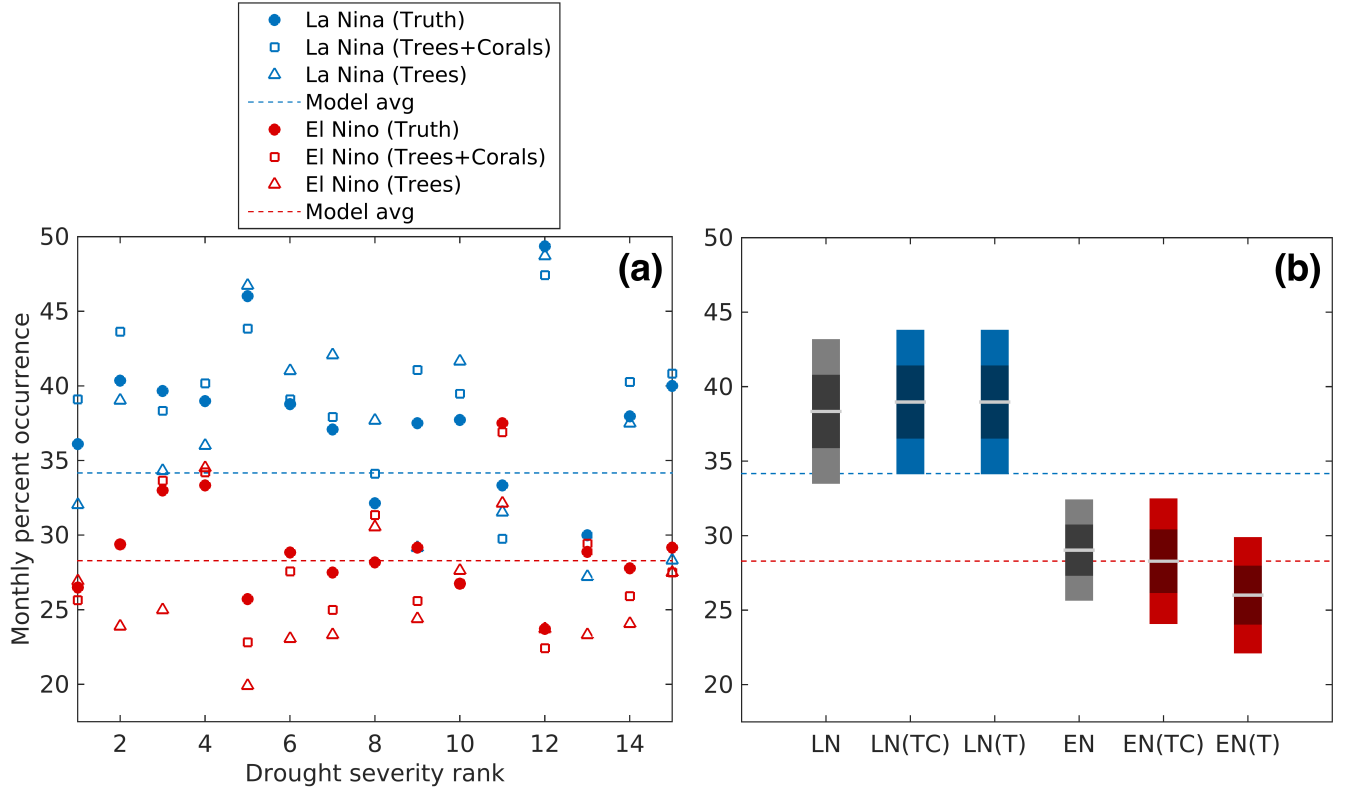 La Nina (Truth)
La Nina (Trees+Corals)
La Nina (Trees)
Model avg
El Nino (Truth)
El Nino (Trees+Corals)
El Nino (Trees)
Model avg
Monthly percent occurrence
50
45
40
35
30
25
20
(a)
2 4 6 8 10 12 14
Drought severity rank
50
45
40
35
30
25
20
(b)
LN LN(TC) LN(T) EN EN(TC) EN(T)